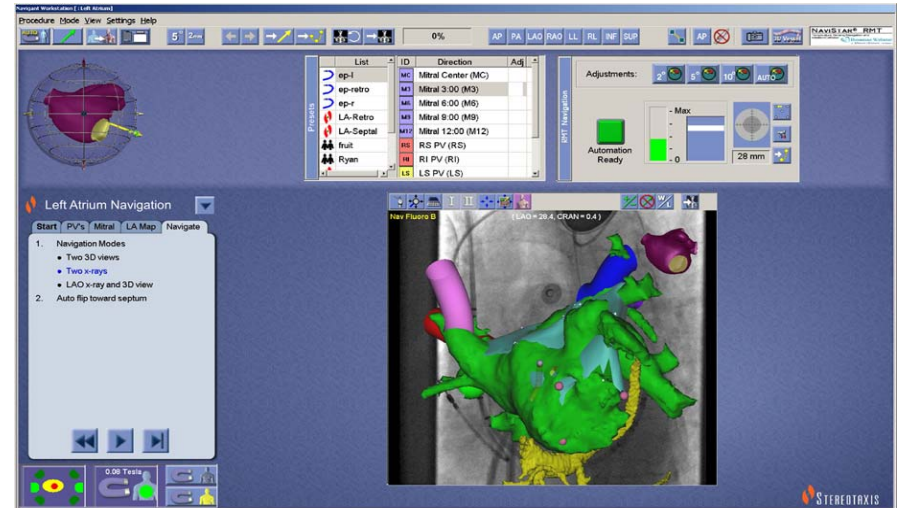 Navigant Workstation [ : Left Atrium]
Procedure Mode View Settings Help
5° 0% AP PA LAO RAO LL RL INF SUP AP NAVISTAR® RMT
List ID Direction Adj
ep-l MC Mitral Center (MC)
ep-retro M3 Mitral 3:00 (M3)
ep-r M6 Mitral 6:00 (M6)
LA-Retro M9 Mitral 9:00 (M9)
LA-Septal M12 Mitral 12:00 (M12)
fruit RS RS PV (RS)
Ryan RI RI PV (RI)
LS LS PV (LS)
Presets
RMT Navigation
Adjustments: 2° 5° 10° AUTO
Max
0
Automation
Ready
28 mm
Left Atrium Navigation
Start PV's Mitral LA Map Navigate
1. Navigation Modes
• Two 3D views
• Two x-rays
• LAO x-ray and 3D view
2. Auto flip toward septum
I II W/L
Nav Fluoro B (LAO = 28.4, CRAN = 0.4)
0.08 Tesla
STEREOTAXIS